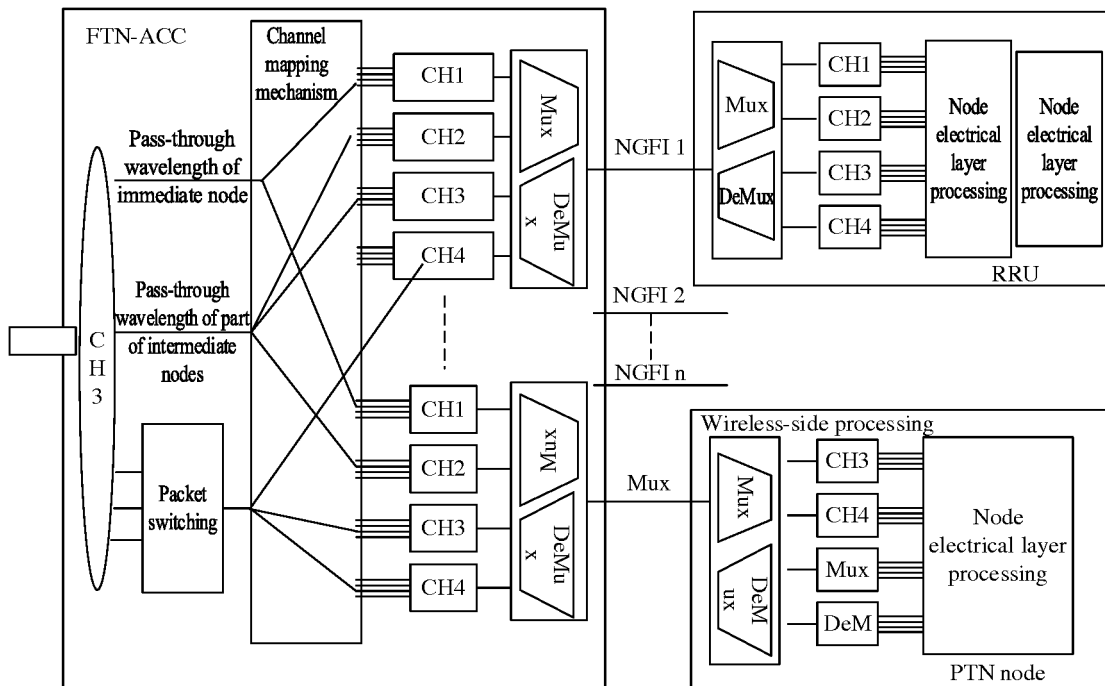 FTN-ACC
Channel
mapping
mechanism
Pass-through
wavelength of
immediate node
Pass-through
wavelength of part
of intermediate
nodes
C
H
3
Packet
switching
CH1
CH2
CH3
CH4
Mux
DeMu
x
CH1
CH2
CH3
CH4
Mux
DeMu
x
NGFI 1
NGFI 2
NGFI n
Mux
Mux
DeMux
CH1
CH2
CH3
CH4
Node
electrical
layer
processing
Node
electrical
layer
processing
RRU
Wireless-side processing
Mux
DeM
ux
CH3
CH4
Mux
DeM
Node
electrical layer
processing
PTN node